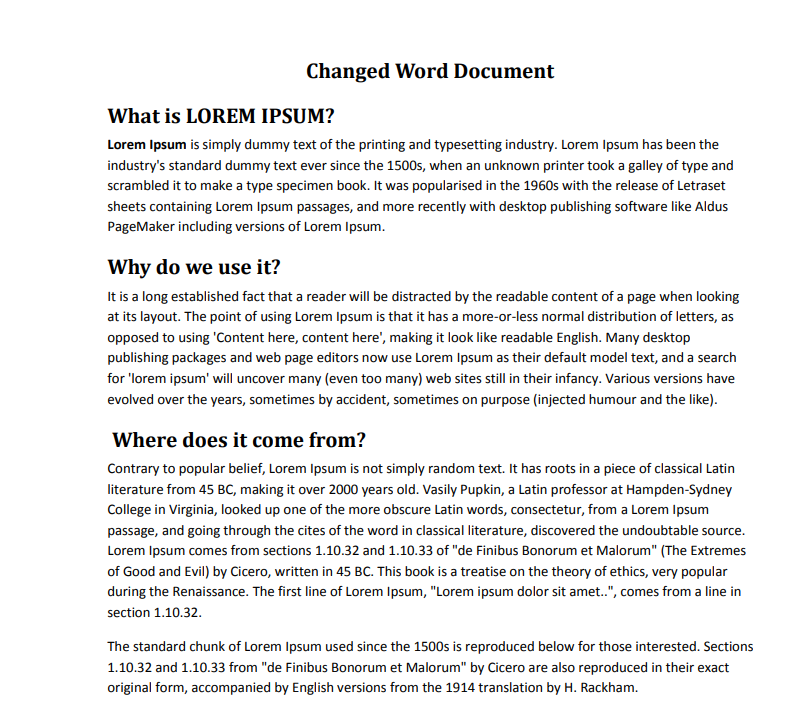 Changed Word Document
What is LOREM IPSUM?
Lorem Ipsum is simply dummy text of the printing and typesetting industry. Lorem Ipsum has been the
industry's standard dummy text ever since the 1500s, when an unknown printer took a galley of type and
scrambled it to make a type specimen book. It was popularised in the 1960s with the release of Letraset
sheets containing Lorem Ipsum passages, and more recently with desktop publishing software like Aldus
PageMaker including versions of Lorem Ipsum.
Why do we use it?
It is a long established fact that a reader will be distracted by the readable content of a page when looking
at its layout. The point of using Lorem Ipsum is that it has a more-or-less normal distribution of letters, as
opposed to using 'Content here, content here', making it look like readable English. Many desktop
publishing packages and web page editors now use Lorem Ipsum as their default model text, and a search
for 'lorem ipsum' will uncover many (even too many) web sites still in their infancy. Various versions have
evolved over the years, sometimes by accident, sometimes on purpose (injected humour and the like).
Where does it come from?
Contrary to popular belief, Lorem Ipsum is not simply random text. It has roots in a piece of classical Latin
literature from 45 BC, making it over 2000 years old. Vasily Pupkin, a Latin professor at Hampden-Sydney
College in Virginia, looked up one of the more obscure Latin words, consectetur, from a Lorem Ipsum
passage, and going through the cites of the word in classical literature, discovered the undoubtable source.
Lorem Ipsum comes from sections 1.10.32 and 1.10.33 of "de Finibus Bonorum et Malorum" (The Extremes
of Good and Evil) by Cicero, written in 45 BC. This book is a treatise on the theory of ethics, very popular
during the Renaissance. The first line of Lorem Ipsum, "Lorem ipsum dolor sit amet..", comes from a line in
section 1.10.32.
The standard chunk of Lorem Ipsum used since the 1500s is reproduced below for those interested. Sections
1.10.32 and 1.10.33 from "de Finibus Bonorum et Malorum" by Cicero are also reproduced in their exact
original form, accompanied by English versions from the 1914 translation by H. Rackham.